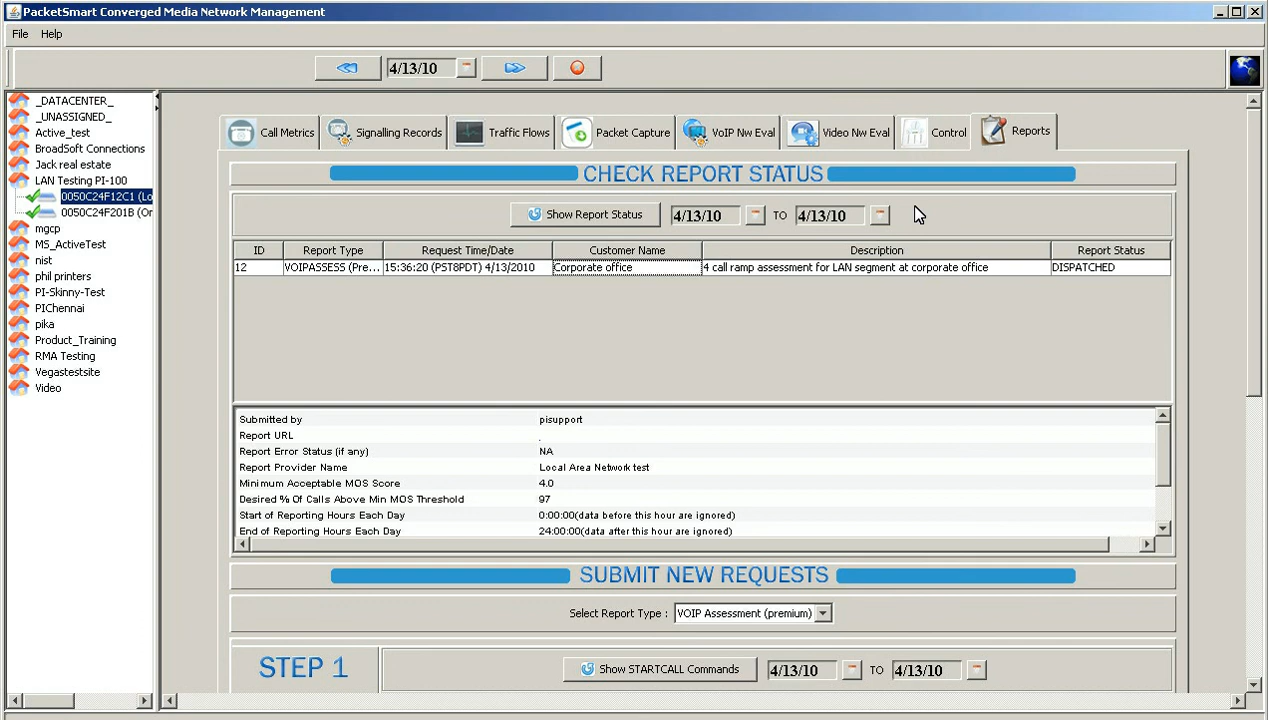 PacketSmart Converged Media Network Management
File Help
4/13/10
_DATACENTER_
_UNASSIGNED_
Active_test
BroadSoft Connections
Jack real estate
LAN Testing PI-100
0050C24F12C1 (Lo
0050C24F201B (Or
mgcp
MS_ActiveTest
nist
phil printers
PI-Skinny-Test
PIChennai
pika
Product_Training
RMA Testing
Vegastestsite
Video
Call Metrics Signalling Records Traffic Flows Packet Capture VoIP Nw Eval Video Nw Eval Control Reports
CHECK REPORT STATUS
Show Report Status 4/13/10 TO 4/13/10
ID Report Type Request Time/Date Customer Name Description Report Status
12 VOIPASSESS (Pre... 15:36:20 (PST8PDT) 4/13/2010 Corporate office 4 call ramp assessment for LAN segment at corporate office DISPATCHED
Submitted by pisupport
Report URL .
Report Error Status (if any) NA
Report Provider Name Local Area Network test
Minimum Acceptable MOS Score 4.0
Desired % Of Calls Above Min MOS Threshold 97
Start of Reporting Hours Each Day 0:00:00(data before this hour are ignored)
End of Reporting Hours Each Day 24:00:00(data after this hour are ignored)
SUBMIT NEW REQUESTS
Select Report Type : VOIP Assessment (premium)
STEP 1 Show STARTCALL Commands 4/13/10 TO 4/13/10